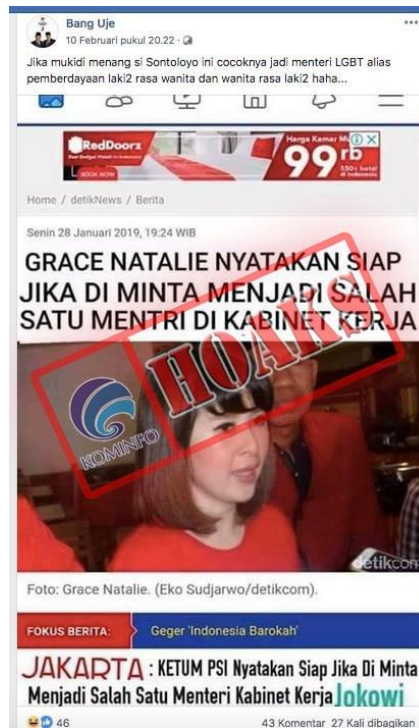 Bang Uje
10 Februari pukul 20.22 ·
Jika mukidi menang si Sontoloyo ini cocoknya jadi menteri LGBT alias
pemberdayaan laki2 rasa wanita dan wanita rasa laki2 haha...
RedDoorz
BOOK NOW
Harga Kamar M
99rb
Home / detikNews / Berita
Senin 28 Januari 2019, 19:24 WIB
GRACE NATALIE NYATAKAN SIAP
JIKA DI MINTA MENJADI SALAH
SATU MENTRI DI KABINET KERJA
HOAKS
KOMINFO
detikcom
Foto: Grace Natalie. (Eko Sudjarwo/detikcom).
FOKUS BERITA:
Geger 'Indonesia Barokah'
JAKARTA : KETUM PSI Nyatakan Siap Jika Di Minta
Menjadi Salah Satu Menteri Kabinet Kerja Jokowi
46
43 Komentar 27 Kali dibagikan